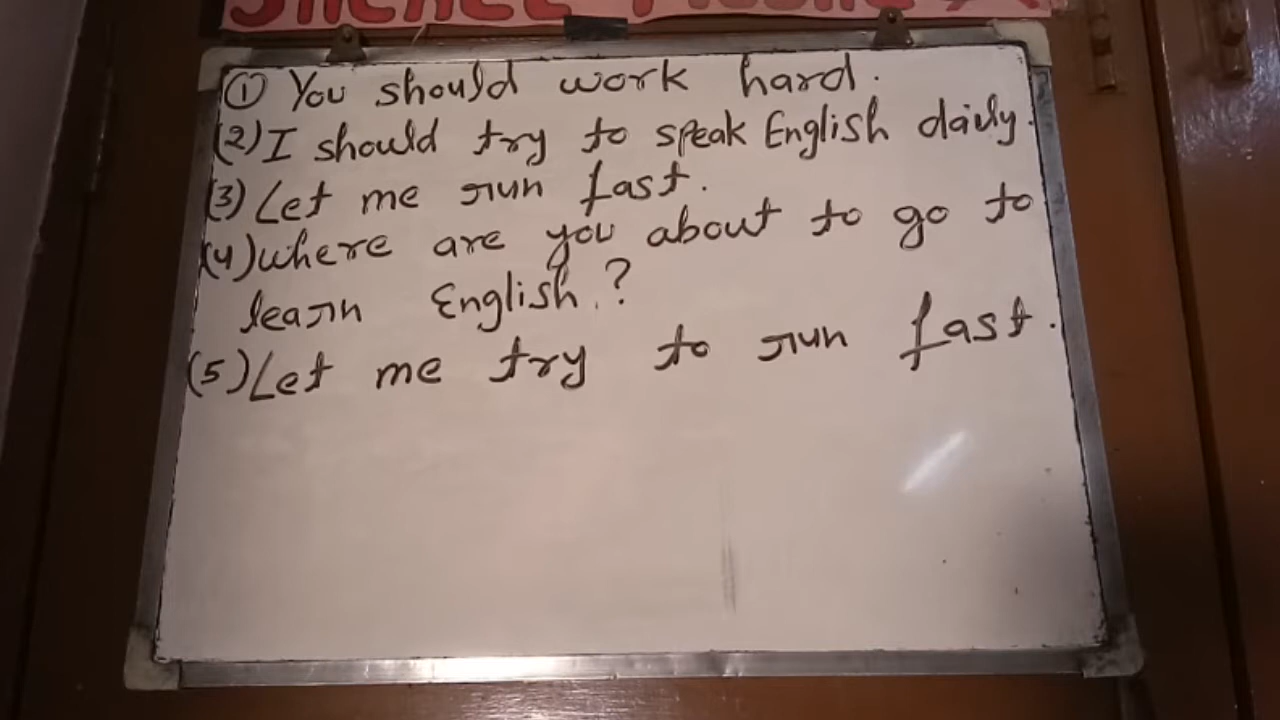 ① You should work hard.
(2) I should try to speak English daily.
(3) Let me run fast.
(4) where are you about to go to
learn English.?
(5) Let me try to run fast.